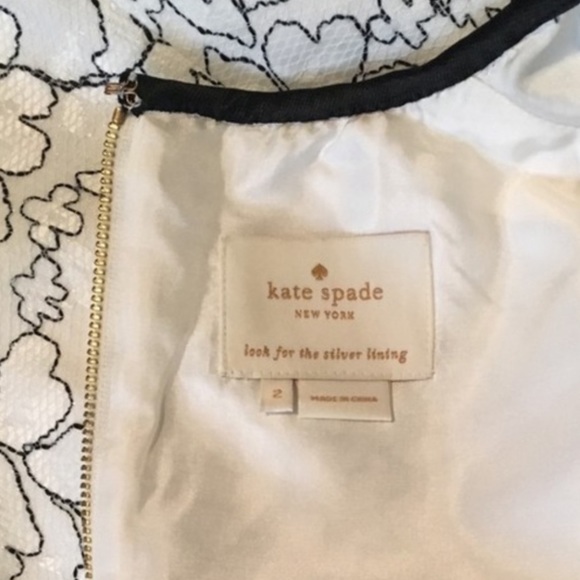 kate spade
NEW YORK
look for the silver lining
2
MADE IN CHINA